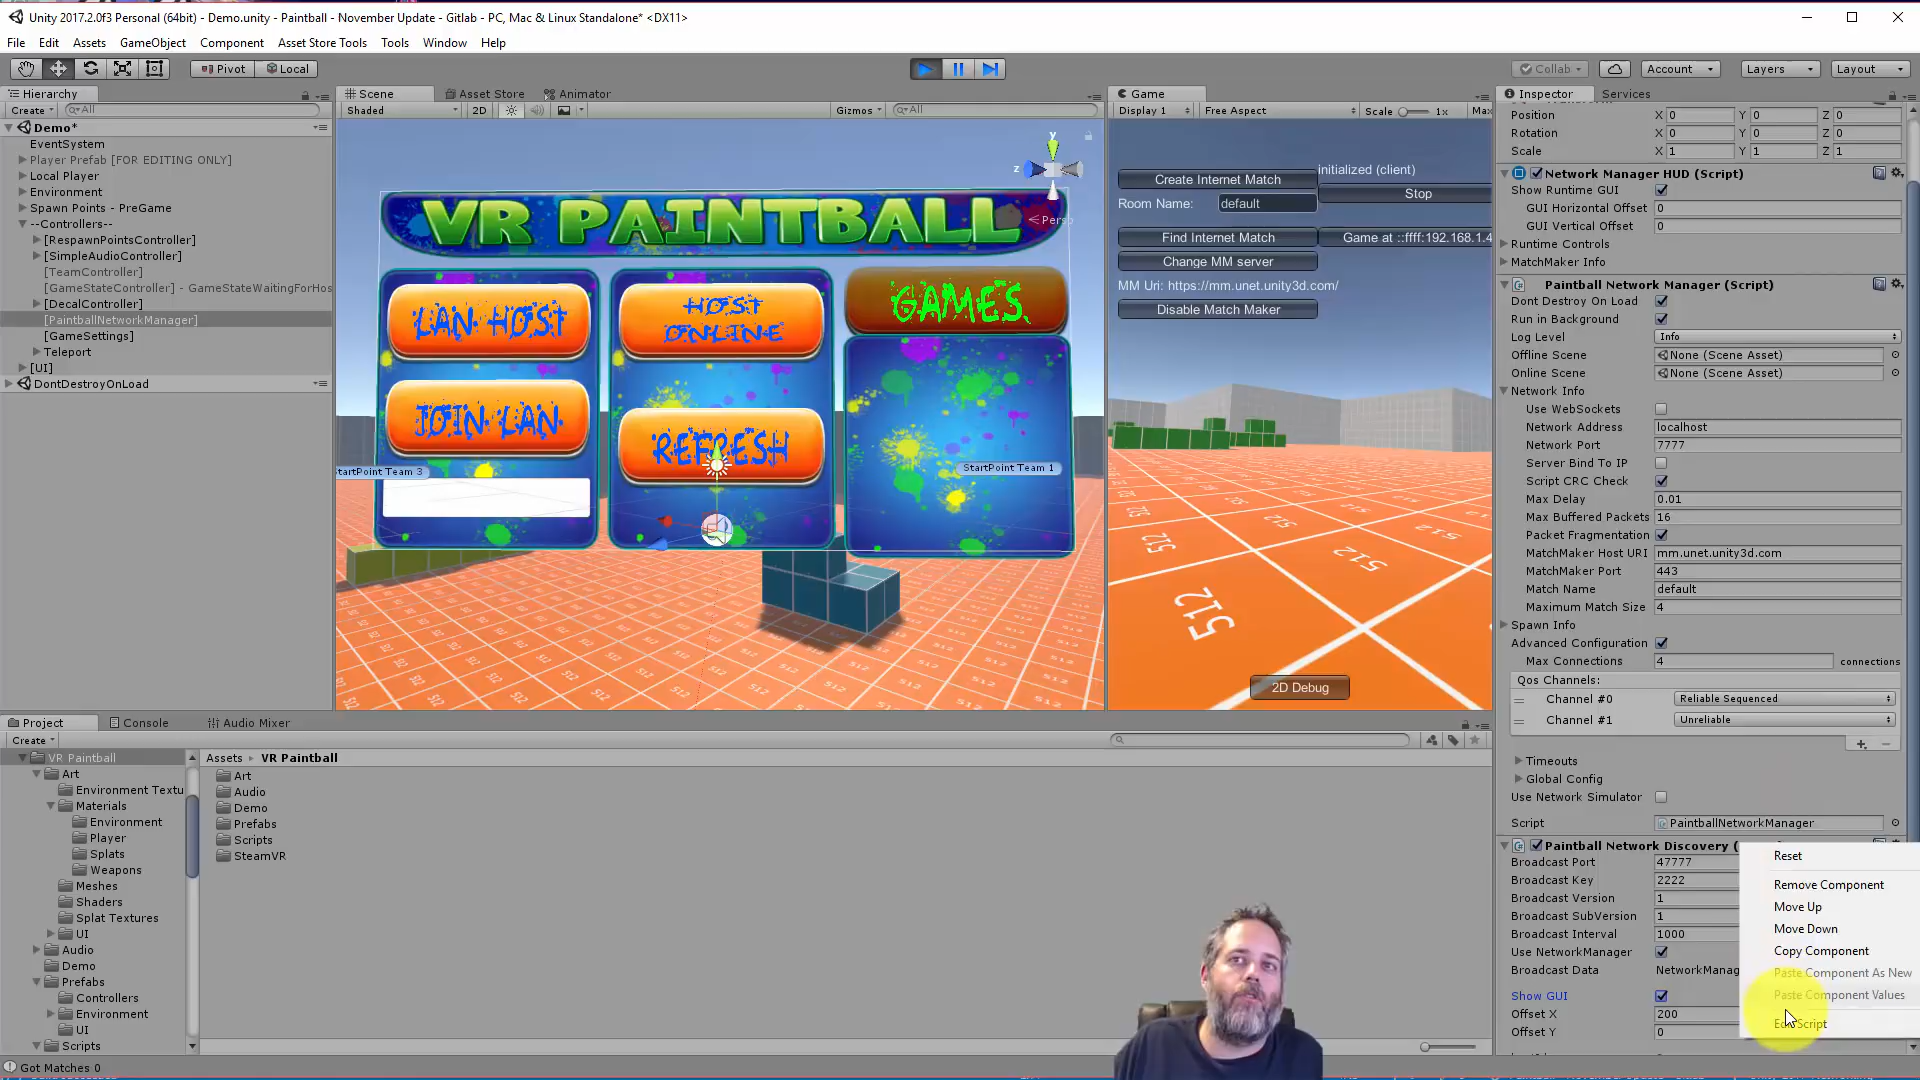 Unity 2017.2.0f3 Personal (64bit) - Demo.unity - Paintball - November Update - Gitlab - PC, Mac & Linux Standalone* <DX11>
File Edit Assets GameObject Component Asset Store Tools Tools Window Help
Pivot Local
Collab Account Layers Layout
Hierarchy
Create All
Demo*
EventSystem
Player Prefab [FOR EDITING ONLY]
Local Player
Environment
Spawn Points - PreGame
--Controllers--
[RespawnPointsController]
[SimpleAudioController]
[TeamController]
[GameStateController] - GameStateWaitingForHos
[DecalController]
[PaintballNetworkManager]
[GameSettings]
Teleport
[UI]
DontDestroyOnLoad
Scene Asset Store Animator
Shaded 2D Gizmos All
y
z
Persp
VR PAINTBALL
LAN HOST
JOIN LAN
HOST
ONLINE
REFRESH
GAMES
StartPoint Team 3
StartPoint Team 1
Game
Display 1 Free Aspect Scale 1x Max
initialized (client)
Create Internet Match
Stop
Room Name: default
Find Internet Match
Game at ::ffff:192.168.1.4
Change MM server
MM Uri: https://mm.unet.unity3d.com/
Disable Match Maker
512
512
2D Debug
Inspector Services
Position X 0 Y 0 Z 0
Rotation X 0 Y 0 Z 0
Scale X 1 Y 1 Z 1
Network Manager HUD (Script)
Show Runtime GUI
GUI Horizontal Offset 0
GUI Vertical Offset 0
Runtime Controls
MatchMaker Info
Paintball Network Manager (Script)
Dont Destroy On Load
Run in Background
Log Level Info
Offline Scene None (Scene Asset)
Online Scene None (Scene Asset)
Network Info
Use WebSockets
Network Address localhost
Network Port 7777
Server Bind To IP
Script CRC Check
Max Delay 0.01
Max Buffered Packets 16
Packet Fragmentation
MatchMaker Host URI mm.unet.unity3d.com
MatchMaker Port 443
Match Name default
Maximum Match Size 4
Spawn Info
Advanced Configuration
Max Connections 4 connections
Qos Channels:
Channel #0 Reliable Sequenced
Channel #1 Unreliable
Timeouts
Global Config
Use Network Simulator
Script PaintballNetworkManager
Paintball Network Discovery (
Broadcast Port 47777
Broadcast Key 2222
Broadcast Version 1
Broadcast SubVersion 1
Broadcast Interval 1000
Use NetworkManager
Broadcast Data NetworkManag
Show GUI
Offset X 200
Offset Y 0
Reset
Remove Component
Move Up
Move Down
Copy Component
Paste Component As New
Paste Component Values
Edit Script
Project Console Audio Mixer
Create
VR Paintball
Art
Environment Textu
Materials
Environment
Player
Splats
Weapons
Meshes
Shaders
Splat Textures
UI
Audio
Demo
Prefabs
Controllers
Environment
UI
Scripts
Assets VR Paintball
Art
Audio
Demo
Prefabs
Scripts
SteamVR
Got Matches 0